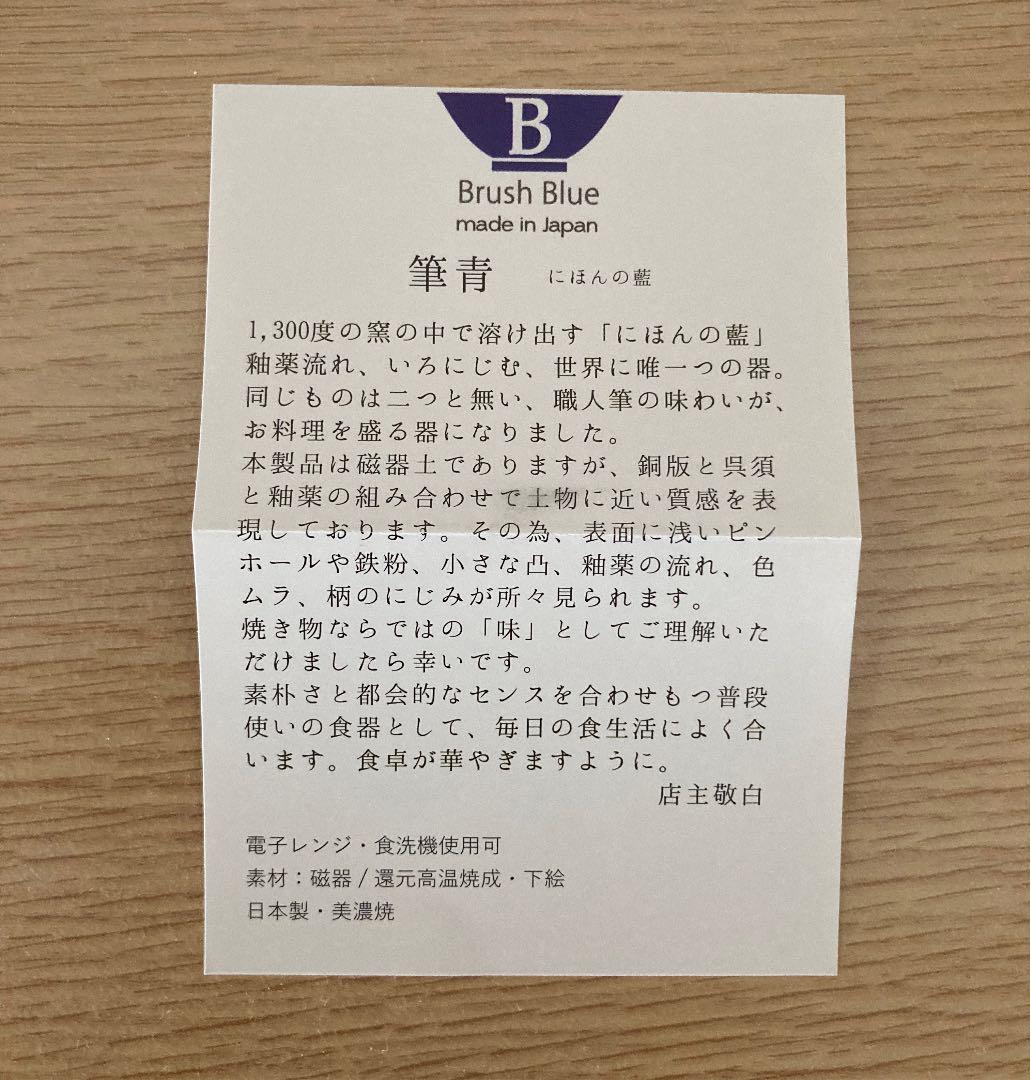 B
Brush Blue
made in Japan
筆青 にほんの藍
1,300度の窯の中で溶け出す「にほんの藍」
釉薬流れ、いろにじむ、世界に唯一つの器。
同じものは二つと無い、職人筆の味わいが、
お料理を盛る器になりました。
本製品は磁器土でありますが、銅版と呉須
と釉薬の組み合わせで土物に近い質感を表
現しております。その為、表面に浅いピン
ホールや鉄粉、小さな凸、釉薬の流れ、色
ムラ、柄のにじみが所々見られます。
焼き物ならではの「味」としてご理解いた
だけましたら幸いです。
素朴さと都会的なセンスを合わせもつ普段
使いの食器として、毎日の食生活によく合
います。食卓が華やぎますように。
店主敬白
電子レンジ・食洗機使用可
素材：磁器 / 還元高温焼成・下絵
日本製・美濃焼